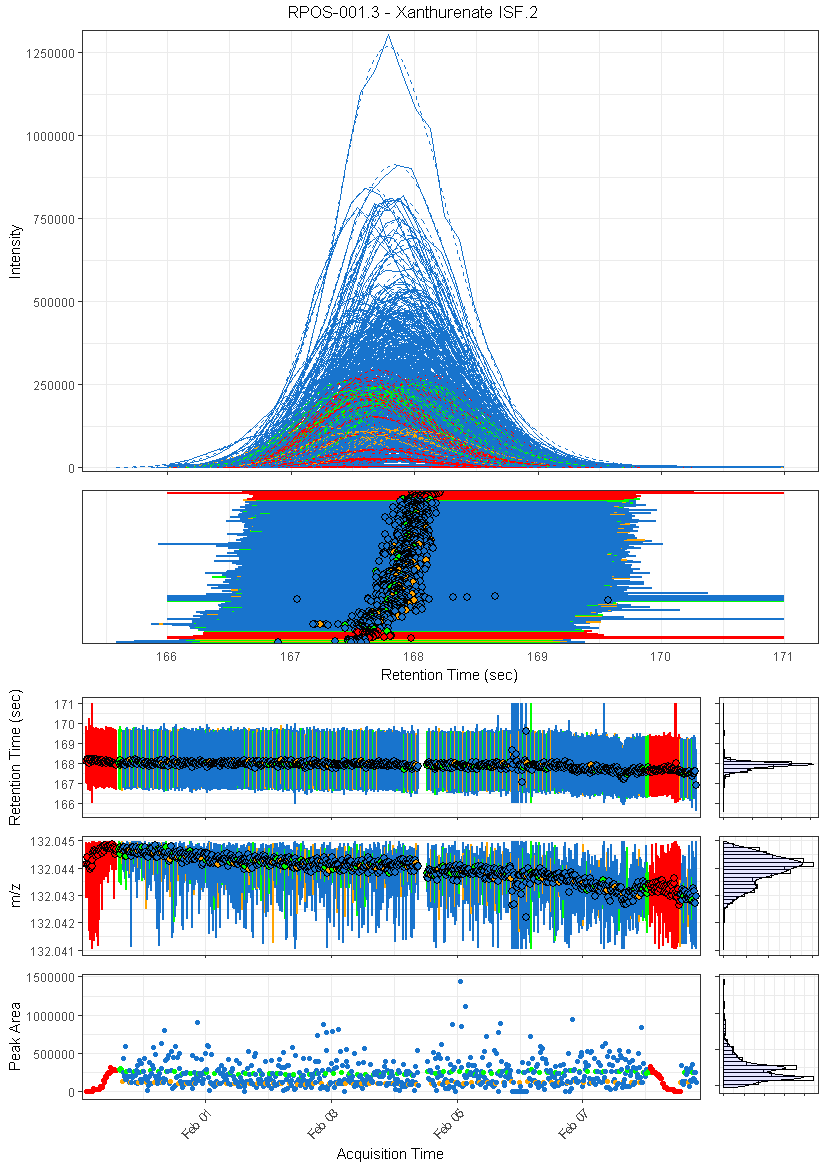 RPOS-001.3 - Xanthurenate ISF.2
1250000
1000000
750000
500000
250000
0
Intensity
166 167 168 169 170 171
Retention Time (sec)
171
170
169
168
167
166
Retention Time (sec)
132.045
132.044
132.043
132.042
132.041
m/z
1500000
1000000
500000
0
Peak Area
Feb 01 Feb 03 Feb 05 Feb 07
Acquisition Time